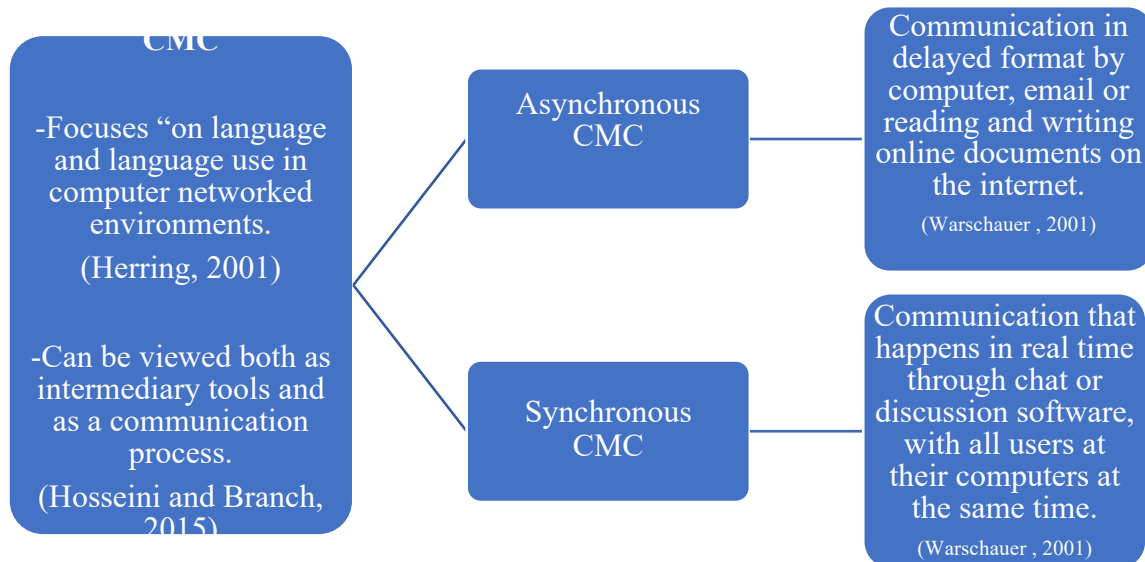 CMC
-Focuses “on language
and language use in
computer networked
environments.
(Herring, 2001)
-Can be viewed both as
intermediary tools and
as a communication
process.
(Hosseini and Branch,
2015)
Asynchronous
CMC
Communication in
delayed format by
computer, email or
reading and writing
online documents on
the internet.
(Warschauer , 2001)
Synchronous
CMC
Communication that
happens in real time
through chat or
discussion software,
with all users at
their computers at
the same time.
(Warschauer , 2001)